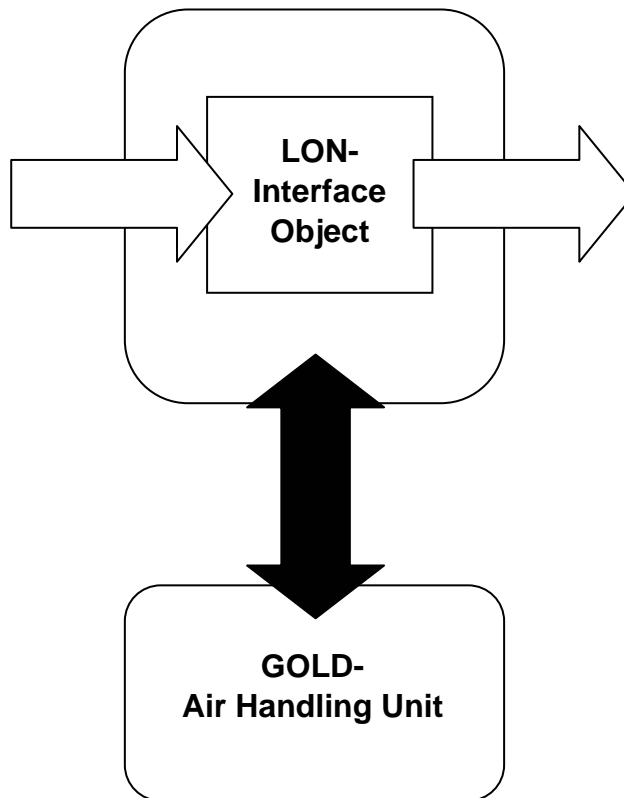 LON-
Interface
Object
GOLD-
Air Handling Unit